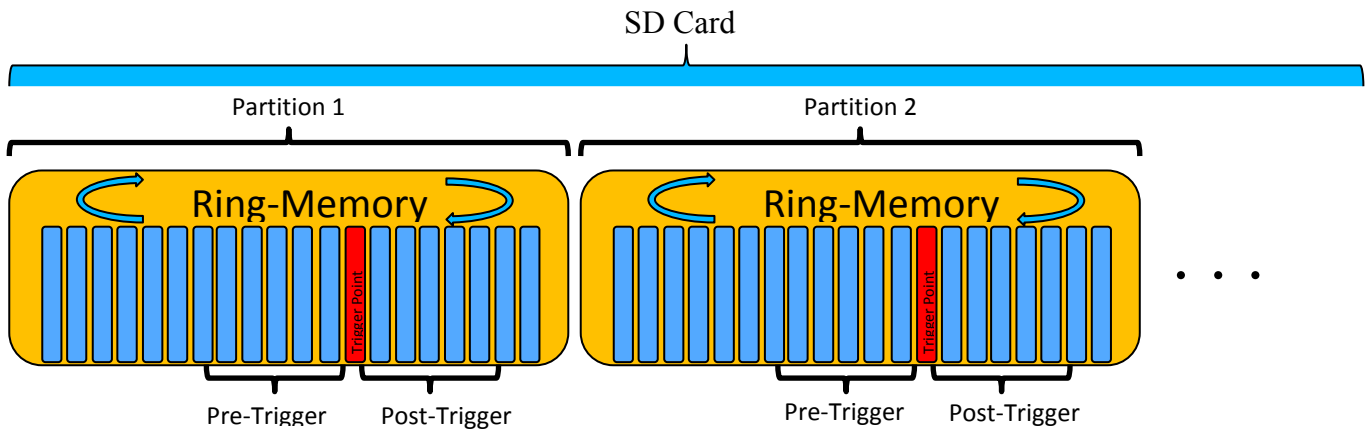 SD Card
Partition 1
Partition 2
Ring-Memory
Ring-Memory
Trigger Point
Trigger Point
Pre-Trigger
Post-Trigger
Pre-Trigger
Post-Trigger